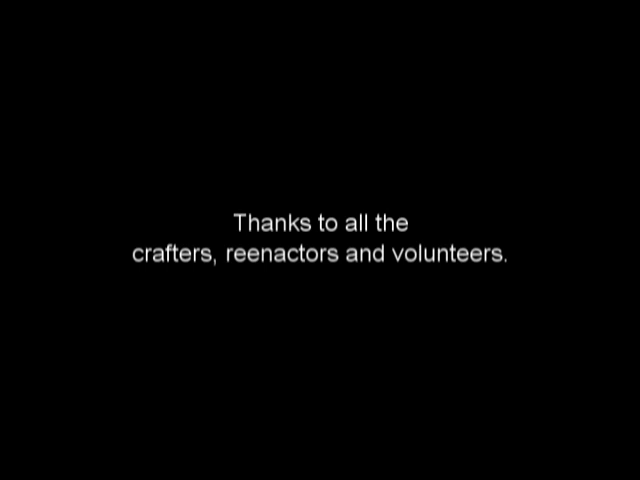 Thanks to all the
crafters, reenactors and volunteers.